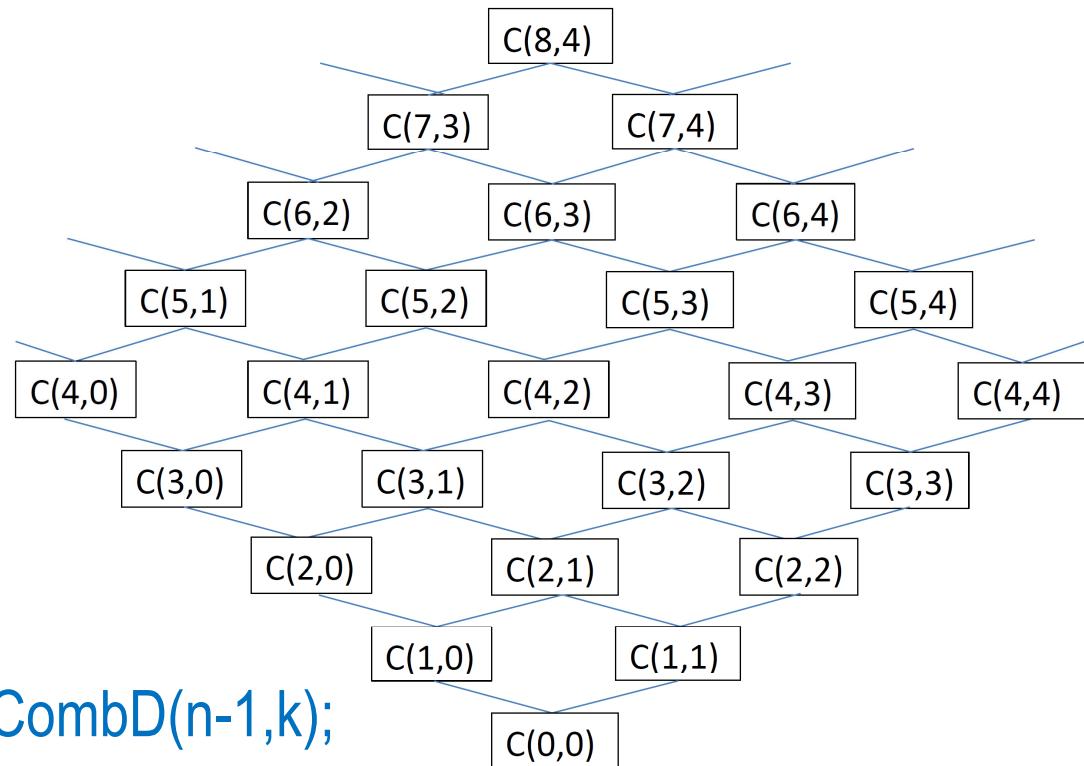 C(8,4)
C(7,3) C(7,4)
C(6,2) C(6,3) C(6,4)
C(5,1) C(5,2) C(5,3) C(5,4)
C(4,0) C(4,1) C(4,2) C(4,3) C(4,4)
C(3,0) C(3,1) C(3,2) C(3,3)
C(2,0) C(2,1) C(2,2)
C(1,0) C(1,1)
CombD(n-1,k);
C(0,0)